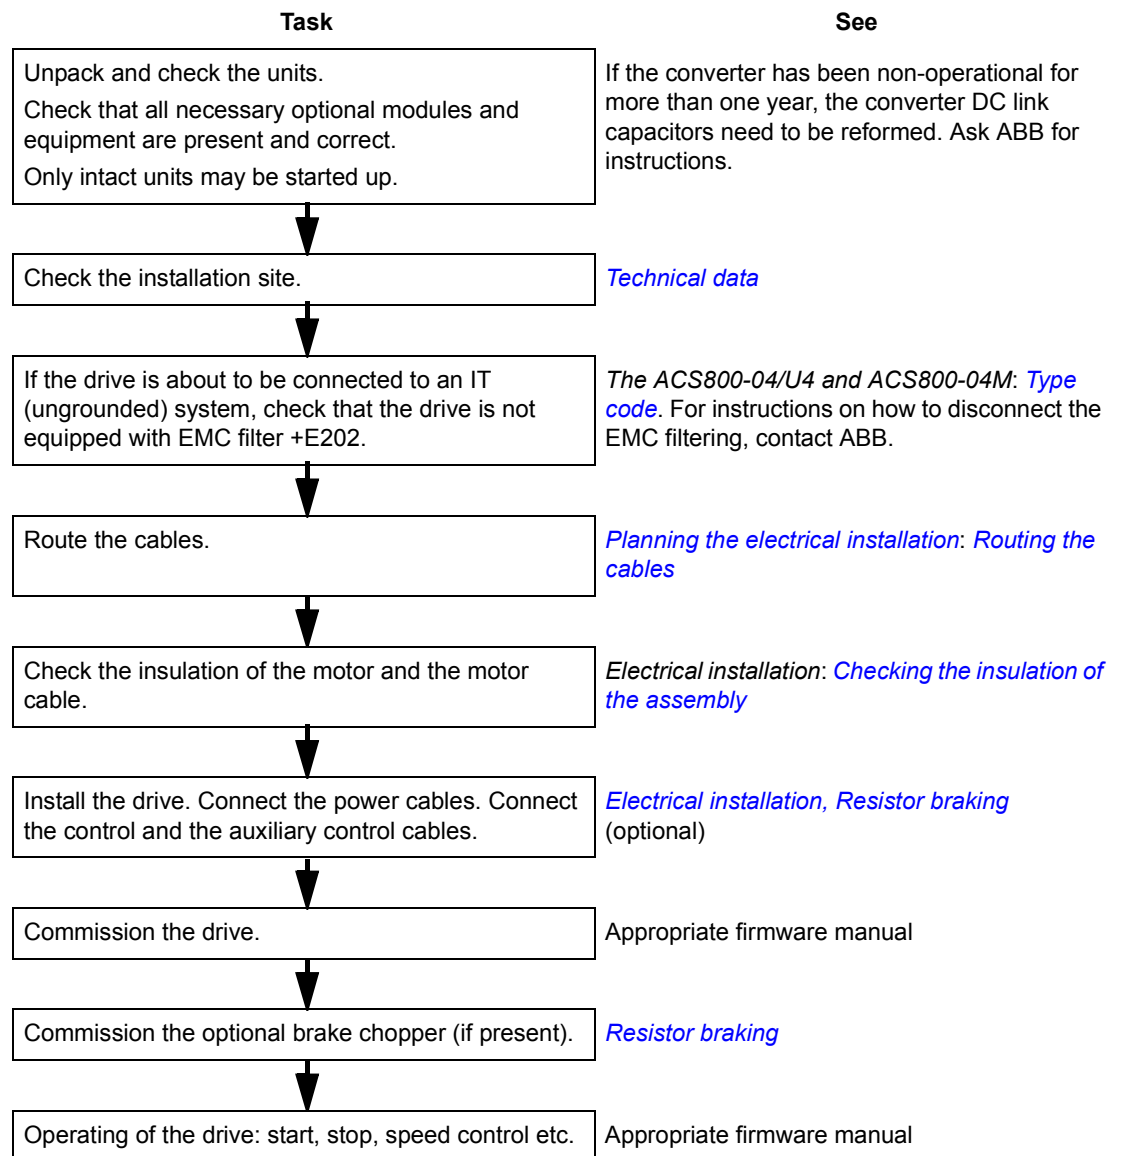 Task
See
Unpack and check the units.
Check that all necessary optional modules and
equipment are present and correct.
Only intact units may be started up.
If the converter has been non-operational for
more than one year, the converter DC link
capacitors need to be reformed. Ask ABB for
instructions.
Check the installation site.
Technical data
If the drive is about to be connected to an IT
(ungrounded) system, check that the drive is not
equipped with EMC filter +E202.
The ACS800-04/U4 and ACS800-04M: Type
code. For instructions on how to disconnect the
EMC filtering, contact ABB.
Route the cables.
Planning the electrical installation: Routing the
cables
Check the insulation of the motor and the motor
cable.
Electrical installation: Checking the insulation of
the assembly
Install the drive. Connect the power cables. Connect
the control and the auxiliary control cables.
Electrical installation, Resistor braking
(optional)
Commission the drive.
Appropriate firmware manual
Commission the optional brake chopper (if present).
Resistor braking
Operating of the drive: start, stop, speed control etc.
Appropriate firmware manual